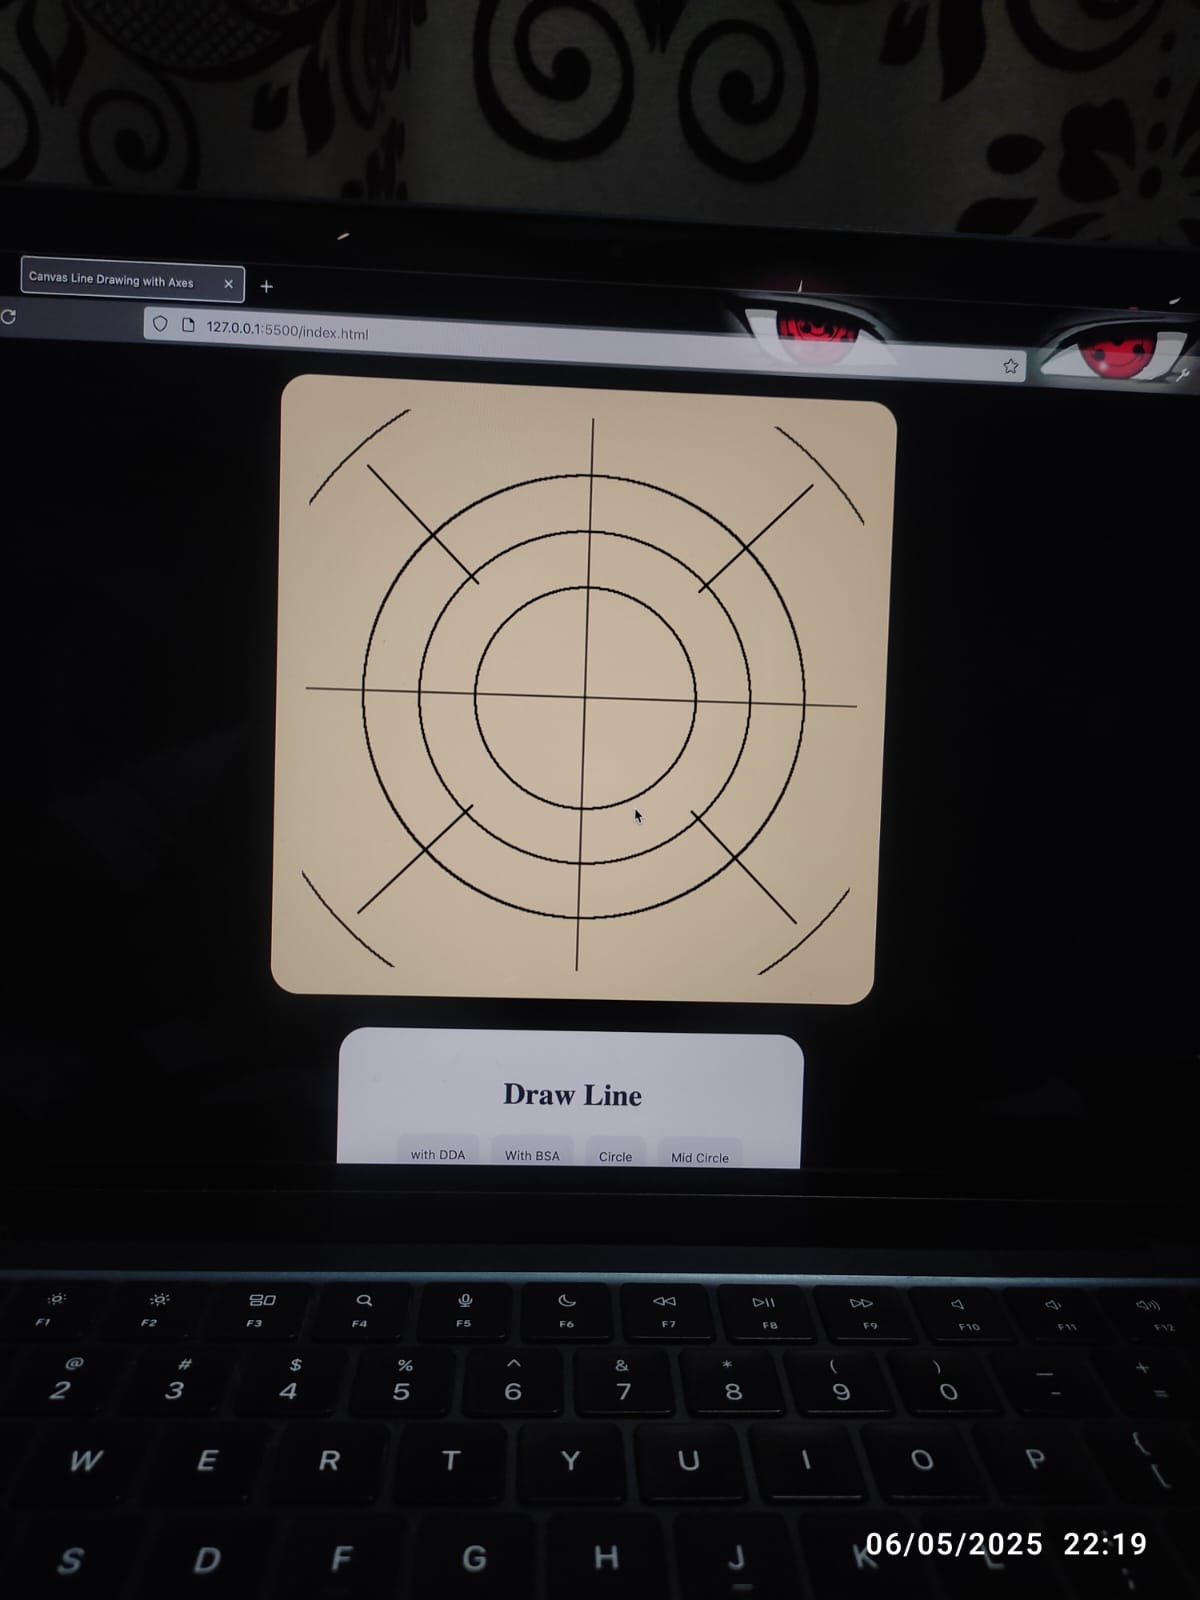 Canvas Line Drawing with Axes
127.0.0.1:5500/index.html
Draw Line
with DDA With BSA Circle Mid Circle
F1 F2 F3 F4 F5 F6 F7 F8 F9 F10 F11 F12
@ # $ % ^ & * ( ) _ +
2 3 4 5 6 7 8 9 0 - =
W E R T Y U I O P { [
S D F G H J K L ;
06/05/2025 22:19